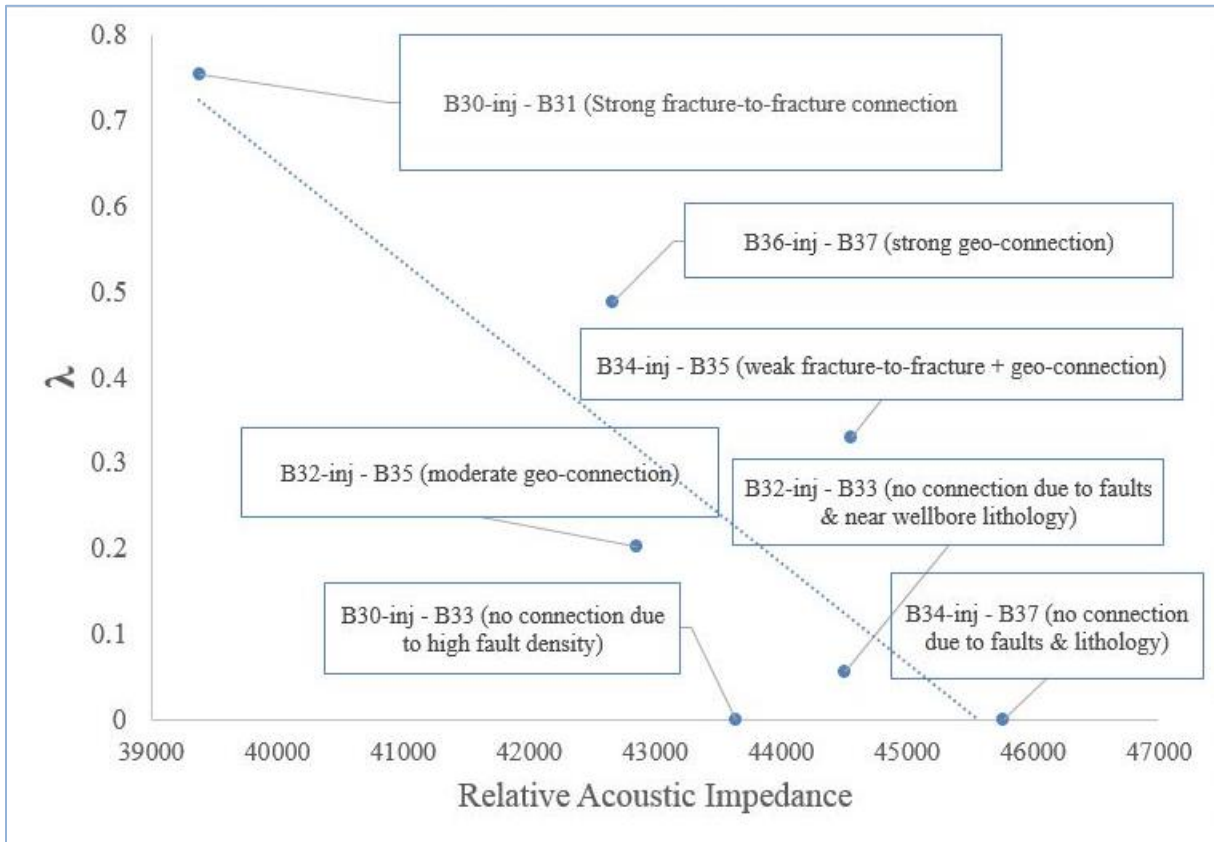 0.8
0.7
0.6
0.5
0.4
0.3
0.2
0.1
0
λ
B30-inj - B31 (Strong fracture-to-fracture connection
B36-inj - B37 (strong geo-connection)
B34-inj - B35 (weak fracture-to-fracture + geo-connection)
B32-inj - B35 (moderate geo-connection)
B32-inj - B33 (no connection due to faults
& near wellbore lithology)
B30-inj - B33 (no connection due
to high fault density)
B34-inj - B37 (no connection
due to faults & lithology)
39000 40000 41000 42000 43000 44000 45000 46000 47000
Relative Acoustic Impedance